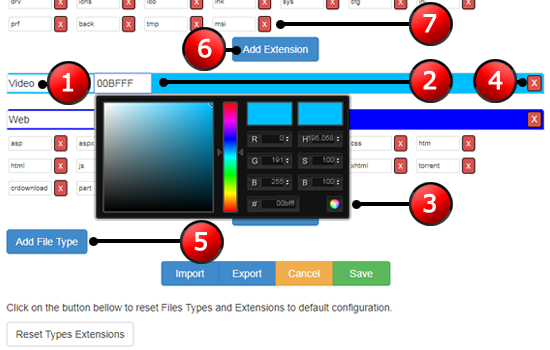 drv x icns x icb x lnk x sys x cfg x x
prf x back x tmp x msi x 7
6 Add Extension
Video 1 00BFFF 2 4 x
Web x
asp x aspx css x htm x
html x js xhtml x torrent x
crdownload x part
R 0 H 195.058
G 191 S 100
B 255 B 100
# 00bfff
3
Add File Type 5
Import Export Cancel Save
Click on the button bellow to reset Files Types and Extensions to default configuration.
Reset Types Extensions